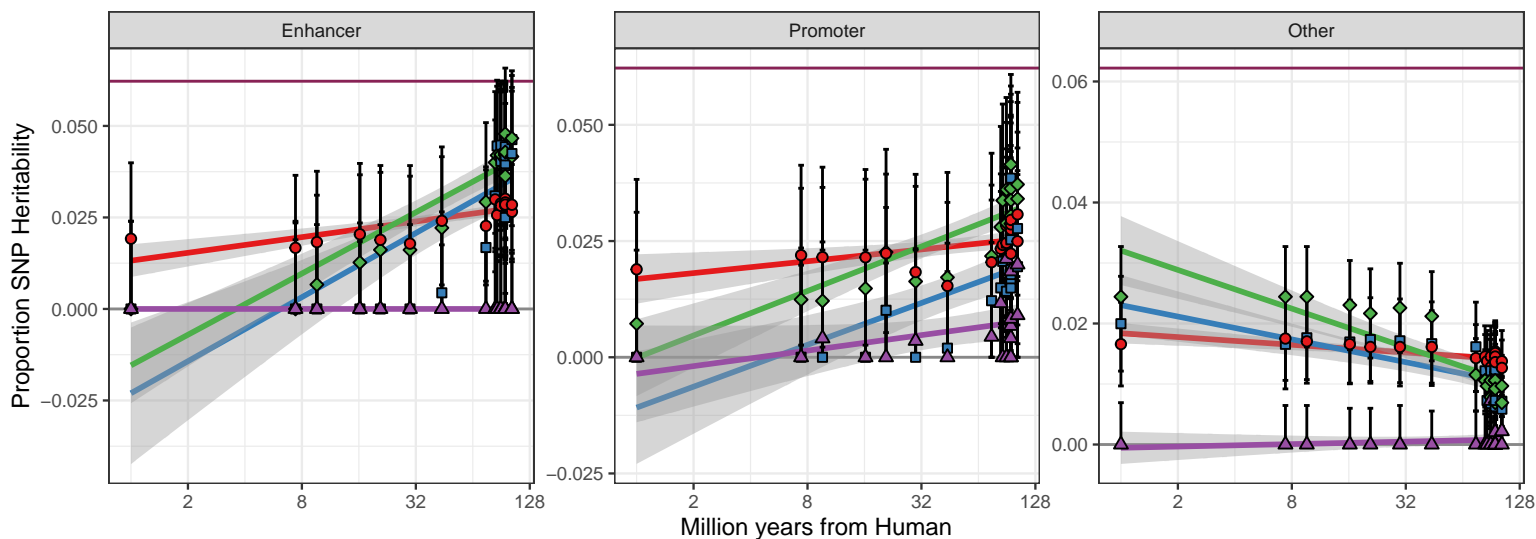 Enhancer
Promoter
Other
Proportion SNP Heritability
0.050
0.025
0.000
−0.025
2 8 32 128
0.050
0.025
0.000
−0.025
2 8 32 128
0.06
0.04
0.02
0.00
2 8 32 128
Million years from Human